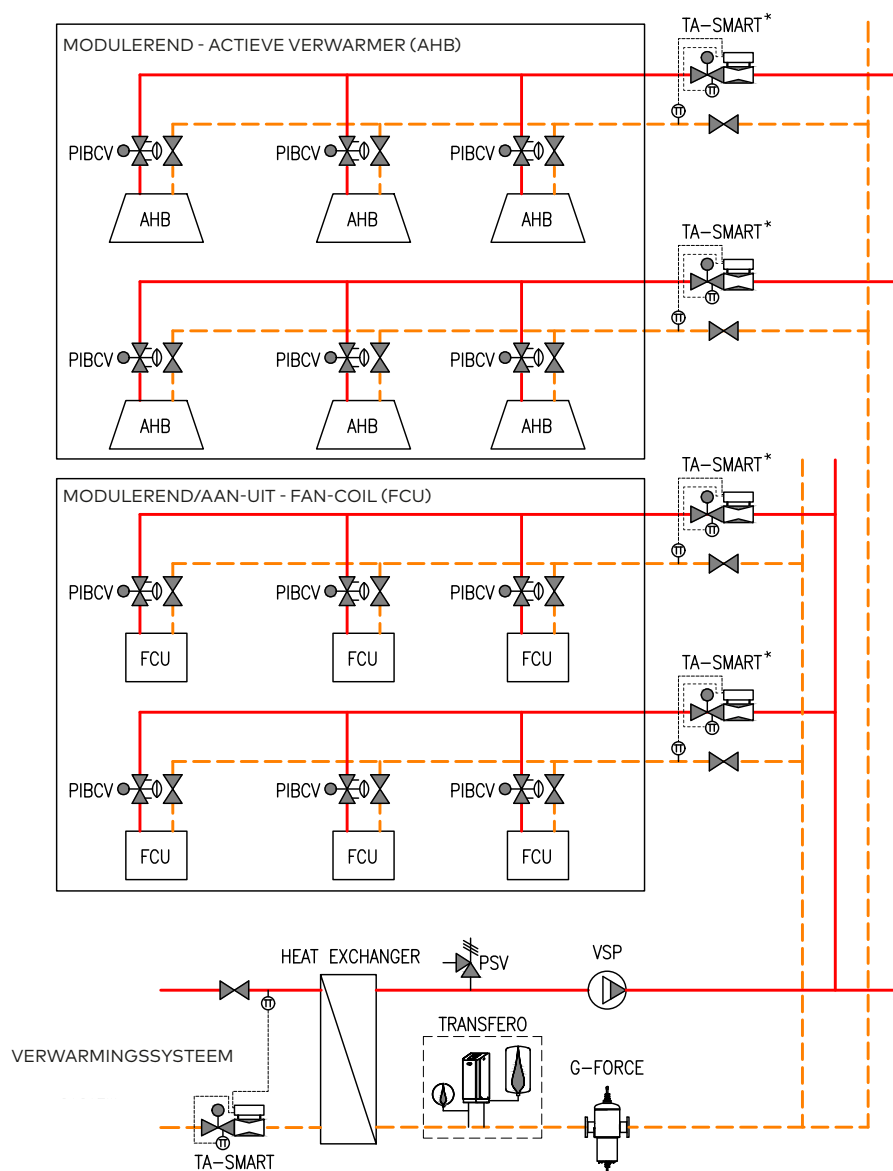 TA-SMART*
MODULEREND - ACTIEVE VERWARMER (AHB)
PIBCV PIBCV PIBCV
AHB AHB AHB
TA-SMART*
PIBCV PIBCV PIBCV
AHB AHB AHB
TA-SMART*
MODULEREND/AAN-UIT - FAN-COIL (FCU)
PIBCV PIBCV PIBCV
FCU FCU FCU
TA-SMART*
PIBCV PIBCV PIBCV
FCU FCU FCU
HEAT EXCHANGER
PSV
VSP
TRANSFERO
VERWARMINGSSYSTEEM
G-FORCE
TA-SMART